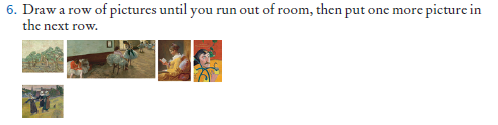 6. Draw a row of pictures until you run out of room, then put one more picture in
the next row.